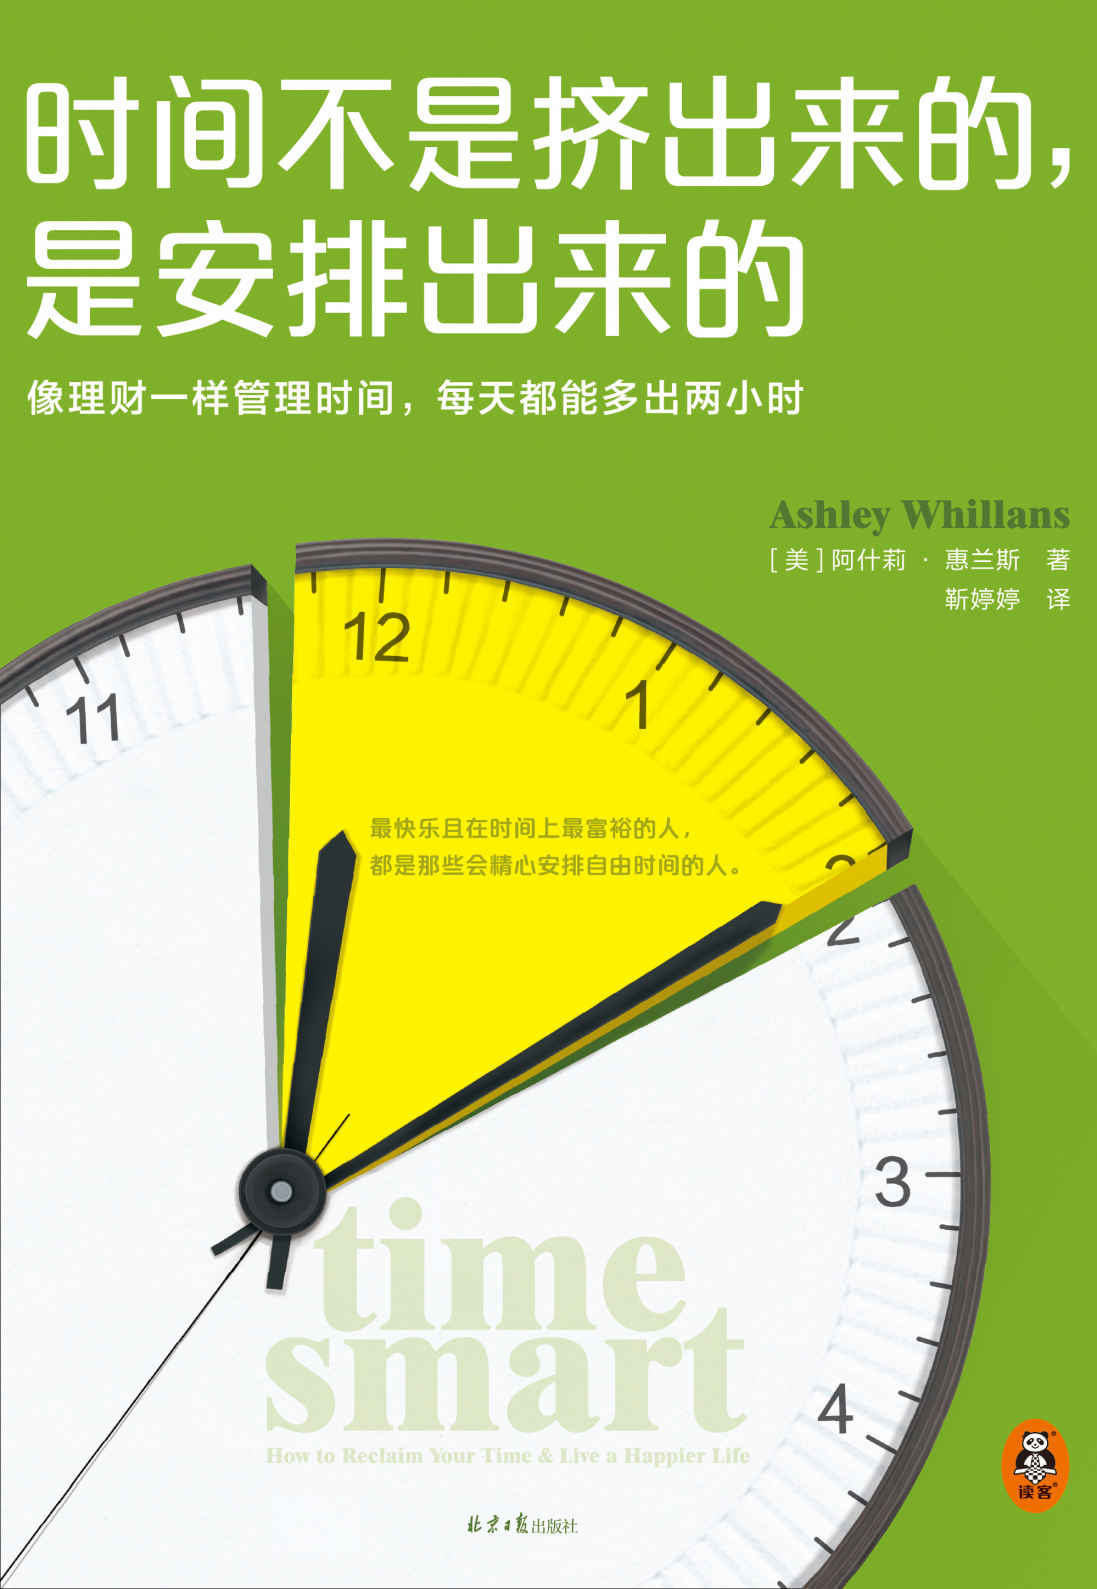 时间不是挤出来的，
是安排出来的
像理财一样管理时间，每天都能多出两小时
Ashley Whillans
[美]阿什莉 · 惠兰斯 著
靳婷婷 译
12
11
1
最快乐且在时间上最富裕的人，
都是那些会精心安排自由时间的人。
2
2
3
time
smart
4
How to Reclaim Your Time & Live a Happier Life
读客®
北京日报出版社